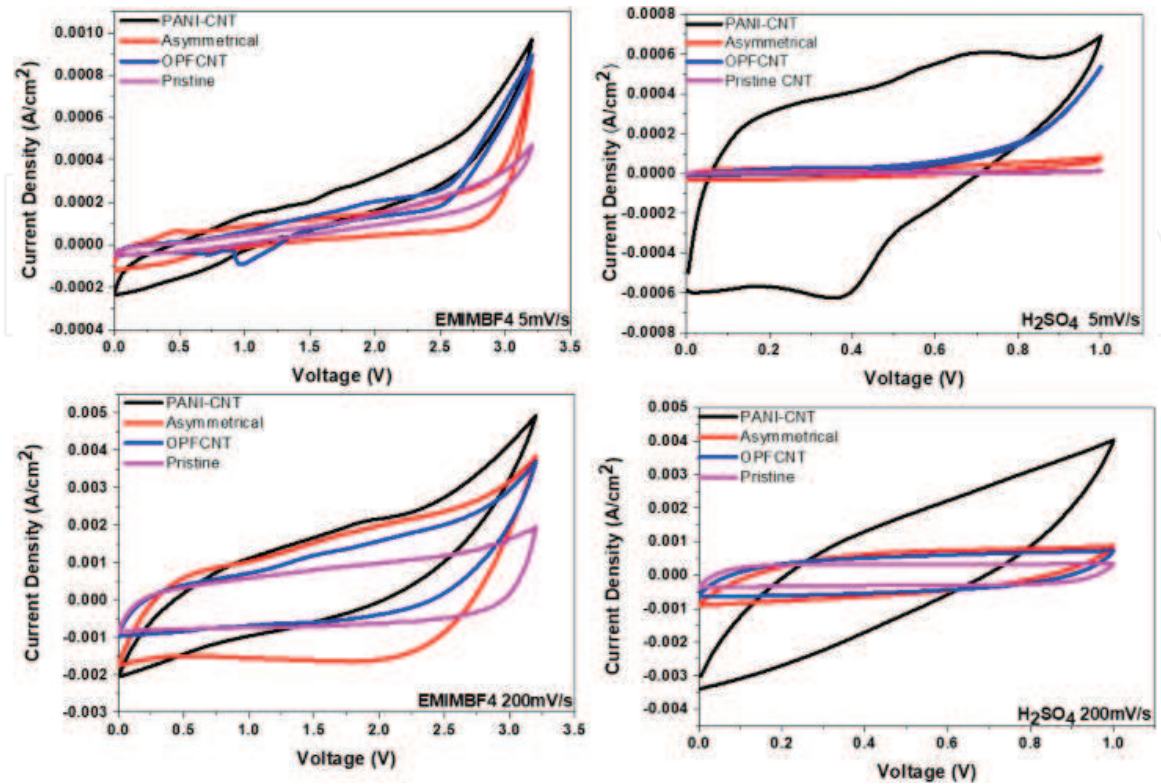 PANI-CNT
Asymmetrical
OPFCNT
Pristine
Current Density (A/cm²)
0.0010
0.0008
0.0006
0.0004
0.0002
0.0000
-0.0002
-0.0004
EMIMBF4 5mV/s
0.0 0.5 1.0 1.5 2.0 2.5 3.0 3.5
Voltage (V)
PANI-CNT
Asymmetrical
OPFCNT
Pristine CNT
Current Density (A/cm²)
0.0008
0.0006
0.0004
0.0002
0.0000
-0.0002
-0.0004
-0.0006
-0.0008
H₂SO₄ 5mV/s
0.0 0.2 0.4 0.6 0.8 1.0
Voltage (V)
PANI-CNT
Asymmetrical
OPFCNT
Pristine
Current Density (A/cm²)
0.005
0.004
0.003
0.002
0.001
0.000
-0.001
-0.002
-0.003
EMIMBF4 200mV/s
0.0 0.5 1.0 1.5 2.0 2.5 3.0 3.5
Voltage (V)
PANI-CNT
Asymmetrical
OPFCNT
Pristine
Current Density (A/cm²)
0.005
0.004
0.003
0.002
0.001
0.000
-0.001
-0.002
-0.003
-0.004
H₂SO₄ 200mV/s
0.0 0.2 0.4 0.6 0.8 1.0
Voltage (V)